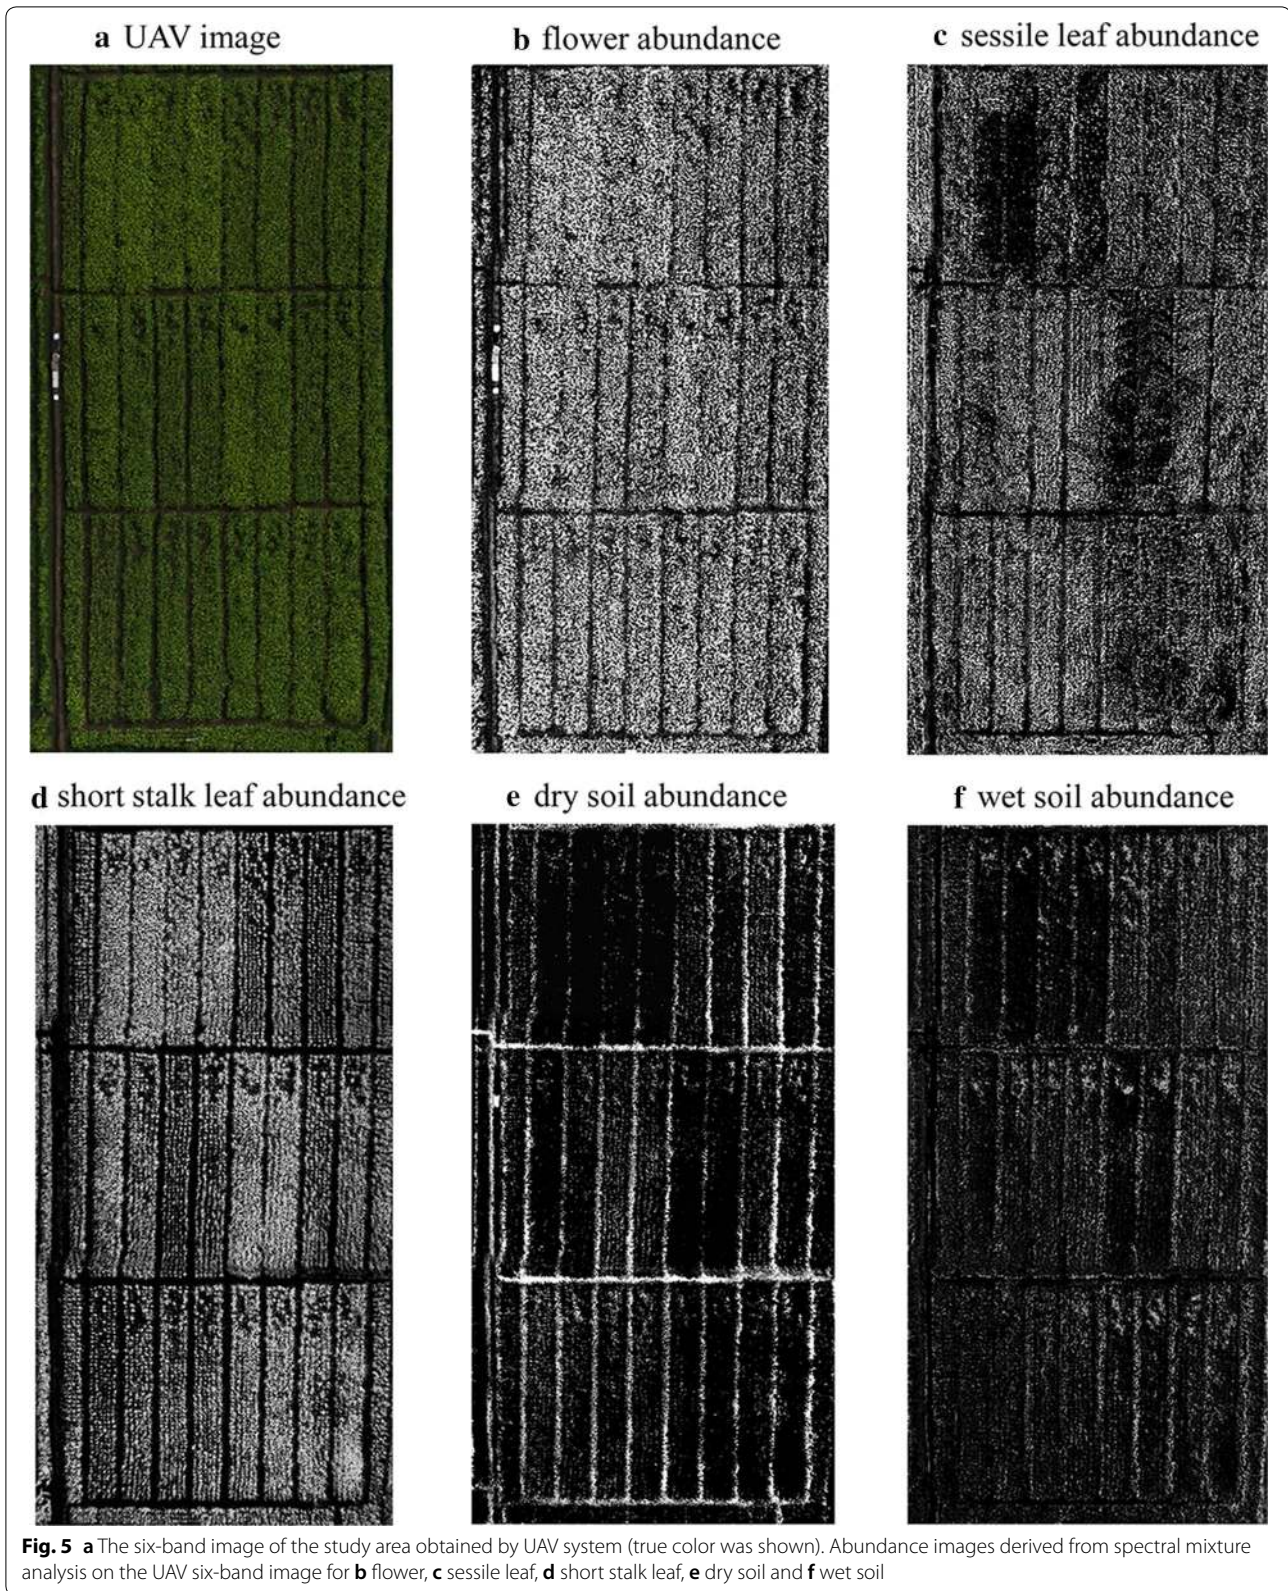 a UAV image
b flower abundance
c sessile leaf abundance
d short stalk leaf abundance
e dry soil abundance
f wet soil abundance
Fig. 5 a The six-band image of the study area obtained by UAV system (true color was shown). Abundance images derived from spectral mixture
analysis on the UAV six-band image for b flower, c sessile leaf, d short stalk leaf, e dry soil and f wet soil